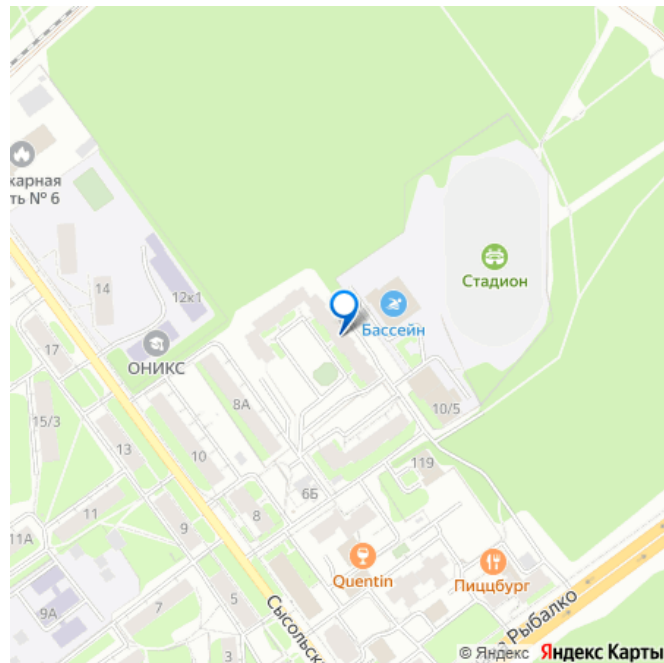 карная
ть № 6
14
12к1
Стадион
Бассейн
ОНИКС
17
8А
10/5
15/3
10
13
119
6Б
11
8
11А
9
Quentin
Пиццбург
9А
7
5
Сысольск
3
о Рыбалко
© Яндекс Яндекс Карты